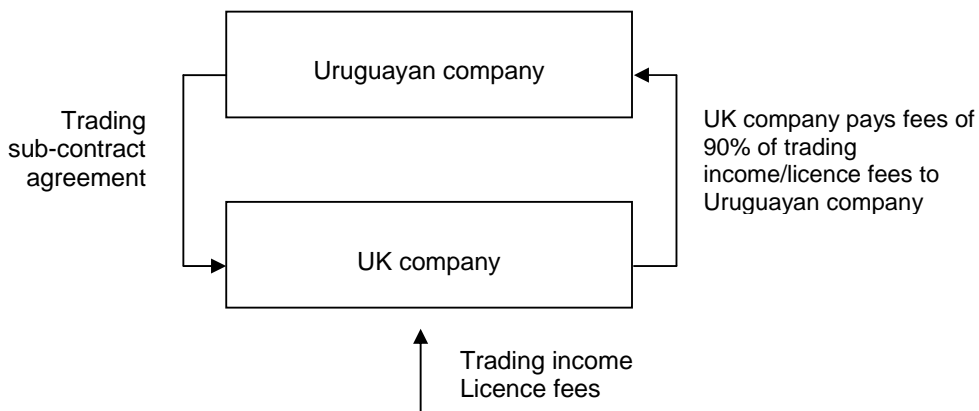 Uruguayan company
Trading
sub-contract
agreement
UK company pays fees of
90% of trading
income/licence fees to
Uruguayan company
UK company
Trading income
Licence fees